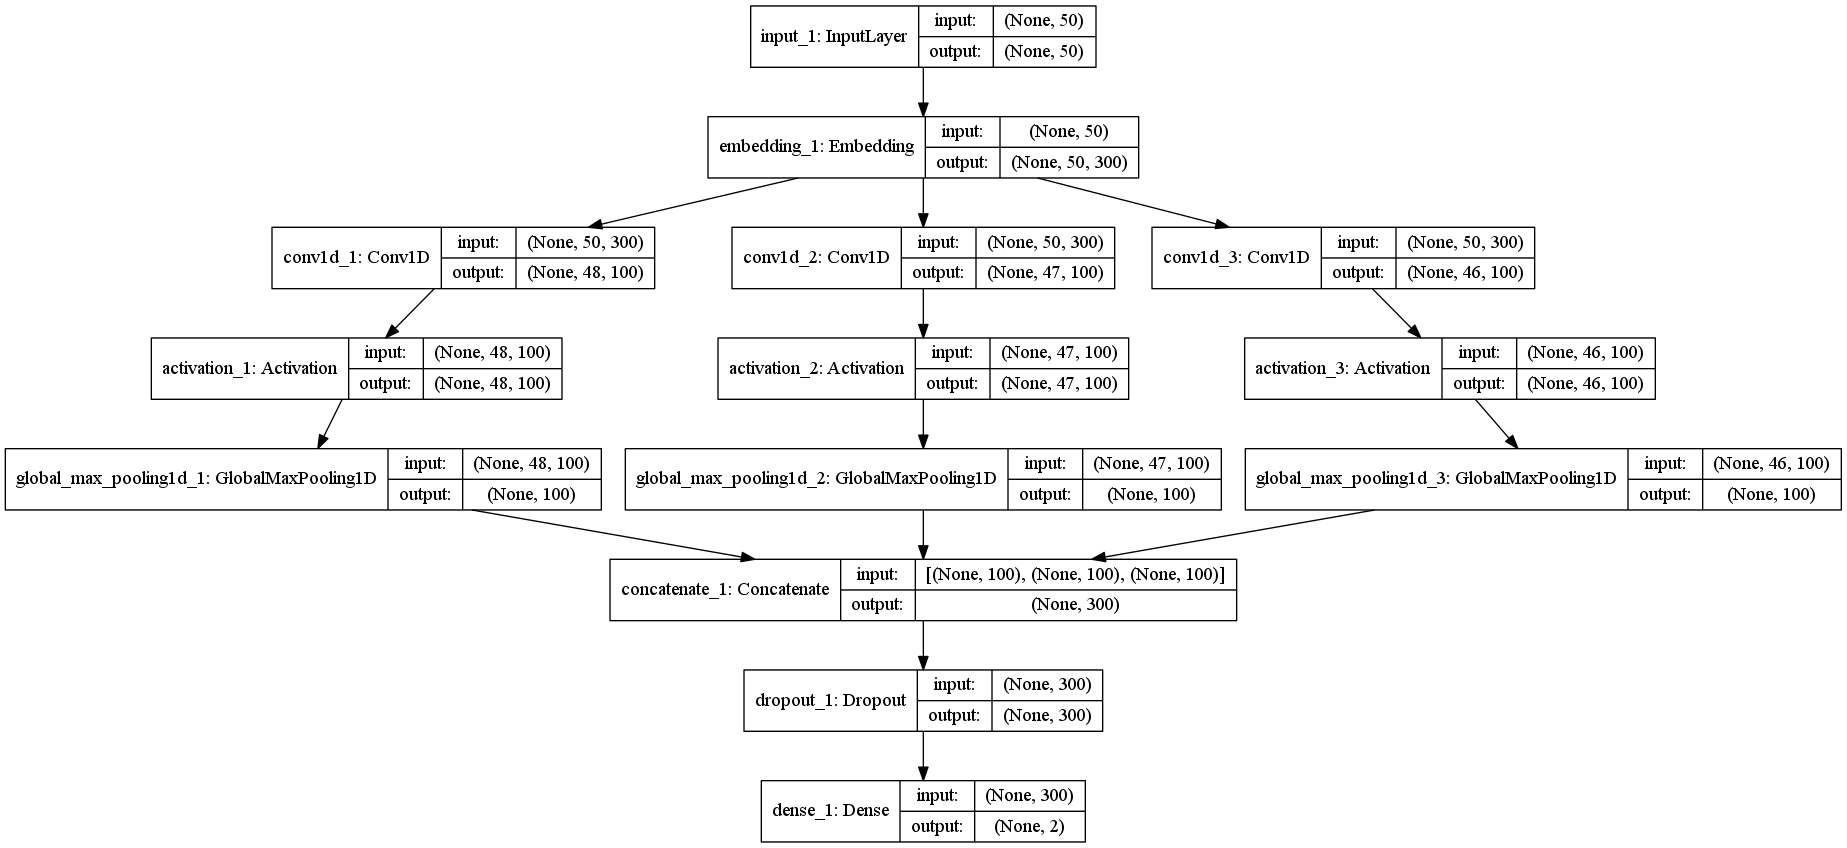 input_1: InputLayer
input:
(None, 50)
output:
(None, 50)
embedding_1: Embedding
input:
(None, 50)
output:
(None, 50, 300)
conv1d_1: Conv1D
input:
(None, 50, 300)
output:
(None, 48, 100)
conv1d_2: Conv1D
input:
(None, 50, 300)
output:
(None, 47, 100)
conv1d_3: Conv1D
input:
(None, 50, 300)
output:
(None, 46, 100)
activation_1: Activation
input:
(None, 48, 100)
output:
(None, 48, 100)
activation_2: Activation
input:
(None, 47, 100)
output:
(None, 47, 100)
activation_3: Activation
input:
(None, 46, 100)
output:
(None, 46, 100)
global_max_pooling1d_1: GlobalMaxPooling1D
input:
(None, 48, 100)
output:
(None, 100)
global_max_pooling1d_2: GlobalMaxPooling1D
input:
(None, 47, 100)
output:
(None, 100)
global_max_pooling1d_3: GlobalMaxPooling1D
input:
(None, 46, 100)
output:
(None, 100)
concatenate_1: Concatenate
input:
[(None, 100), (None, 100), (None, 100)]
output:
(None, 300)
dropout_1: Dropout
input:
(None, 300)
output:
(None, 300)
dense_1: Dense
input:
(None, 300)
output:
(None, 2)